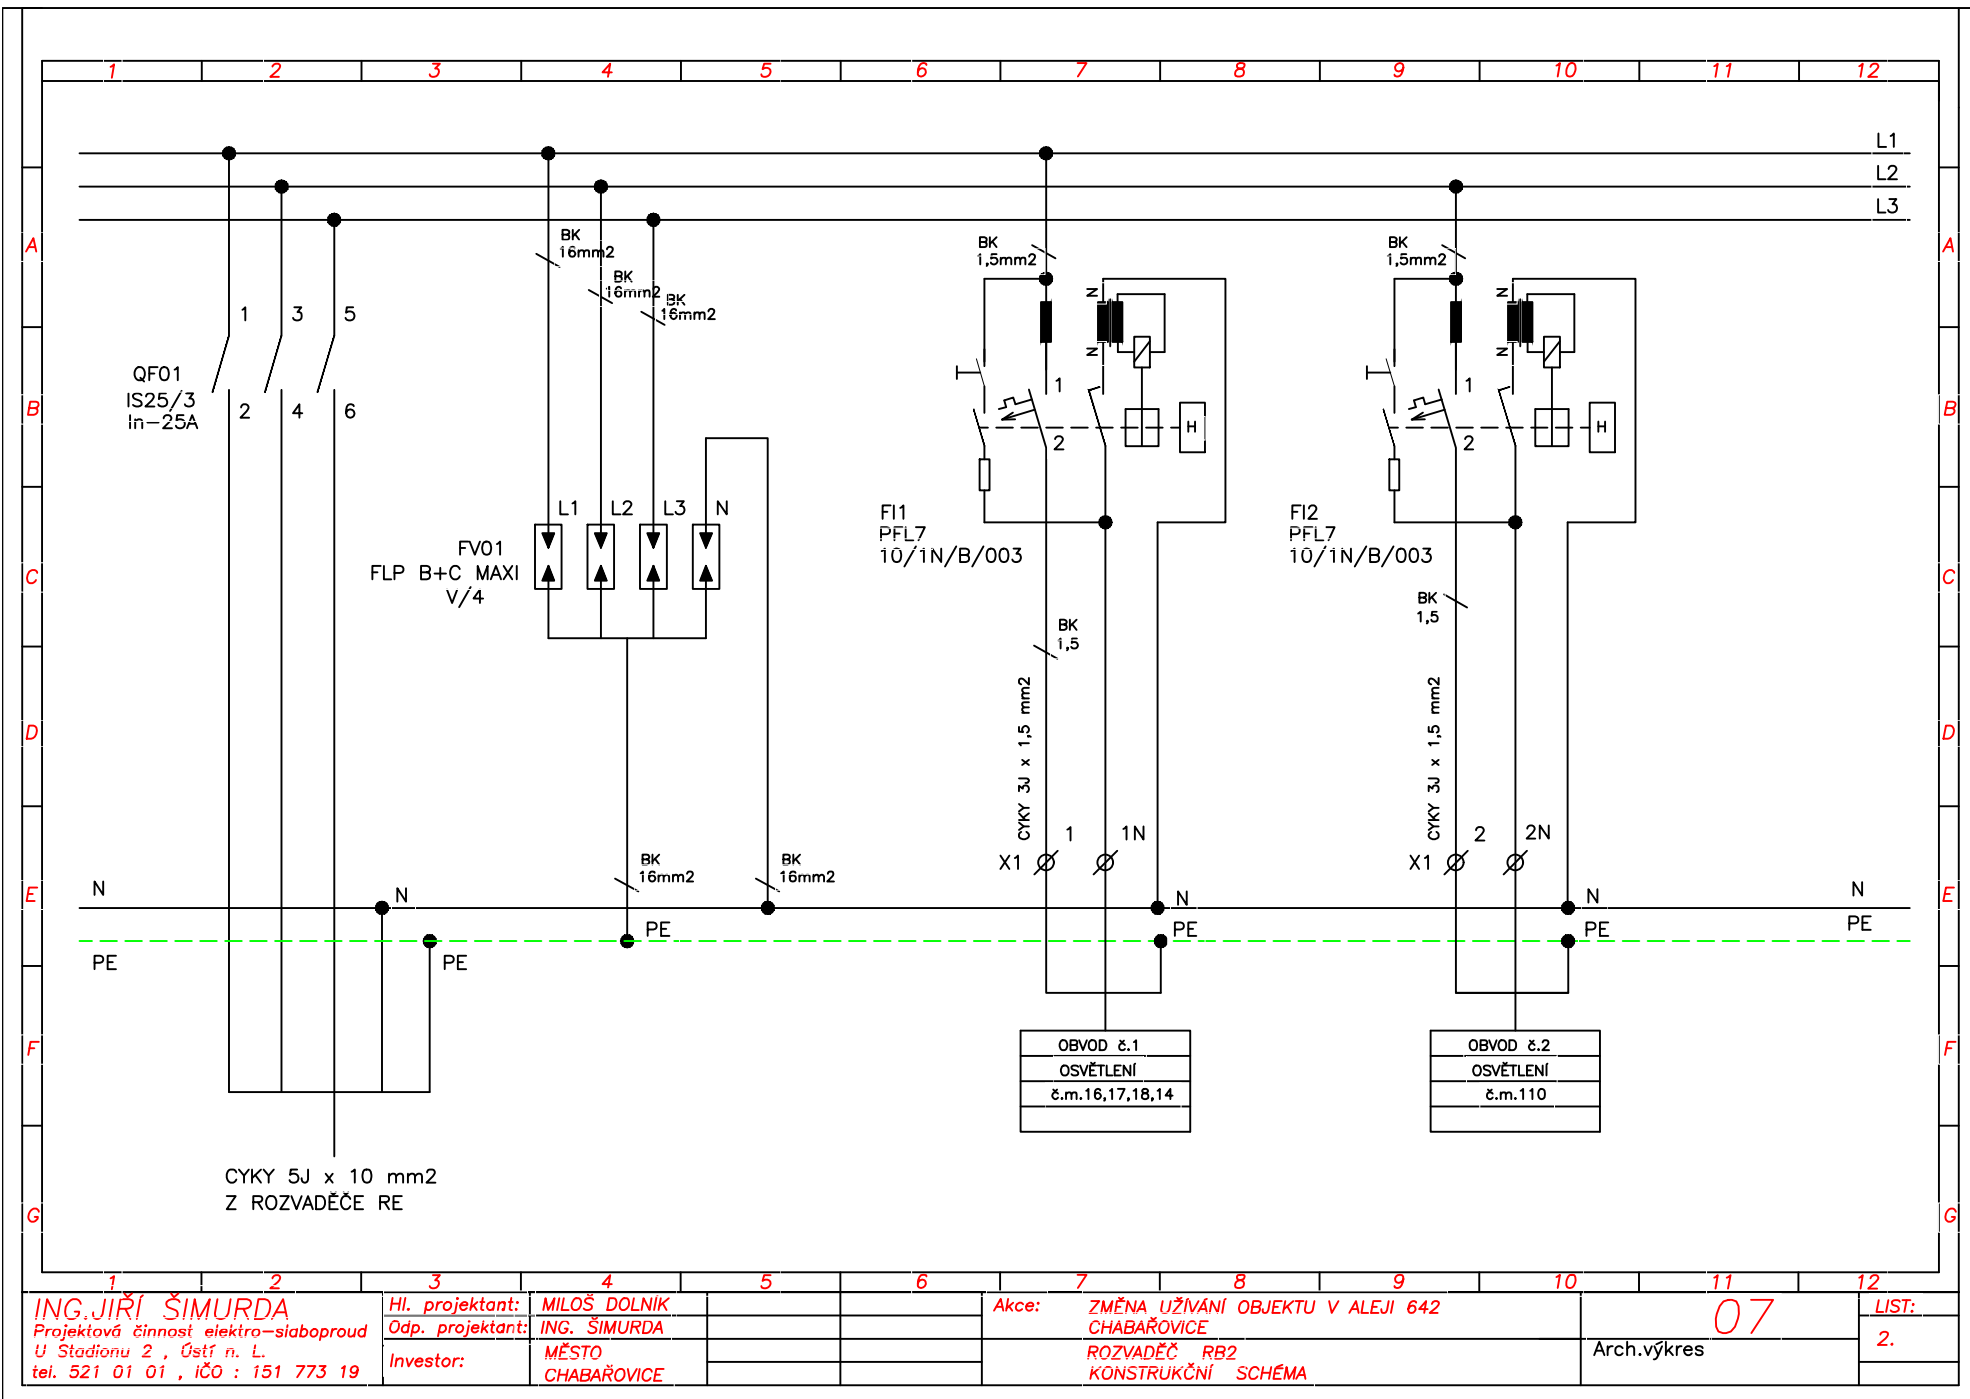 1 2 3 4 5 6 7 8 9 10 11 12
L1
L2
L3
A
A
BK
16mm2
BK
16mm2
BK
16mm2
BK
1,5mm2
BK
1,5mm2
1 3 5
N
N
QF01
IS25/3
In-25A
2 4 6
B
B
N
N
1
1
H
H
2
2
L1 L2 L3 N
FV01
FLP B+C MAXI
V/4
FI1
PFL7
10/1N/B/003
FI2
PFL7
10/1N/B/003
C
C
BK
1,5
BK
1,5
CYKY 3J x 1,5 mm2
CYKY 3J x 1,5 mm2
D
D
X1 1 1N
X1 2 2N
BK
16mm2
BK
16mm2
E
E
N
N
N
N
N
PE
PE
PE
PE
PE
PE
F
F
OBVOD č.1
OSVĚTLENÍ
č.m.16,17,18,14
OBVOD č.2
OSVĚTLENÍ
č.m.110
CYKY 5J x 10 mm2
Z ROZVADĚČE RE
G
G
1 2 3 4 5 6 7 8 9 10 11 12
ING.JIŘÍ ŠIMURDA
Projektová činnost elektro-slaboproud
U Stadionu 2 , Ústí n. L.
tel. 521 01 01 , IČO : 151 773 19
Hl. projektant: MILOŠ DOLNÍK
Odp. projektant: ING. ŠIMURDA
Investor: MĚSTO
CHABAŘOVICE
Akce: ZMĚNA UŽÍVÁNÍ OBJEKTU V ALEJI 642
CHABAŘOVICE
ROZVADĚČ RB2
KONSTRUKČNÍ SCHÉMA
07
Arch.výkres
LIST:
2.